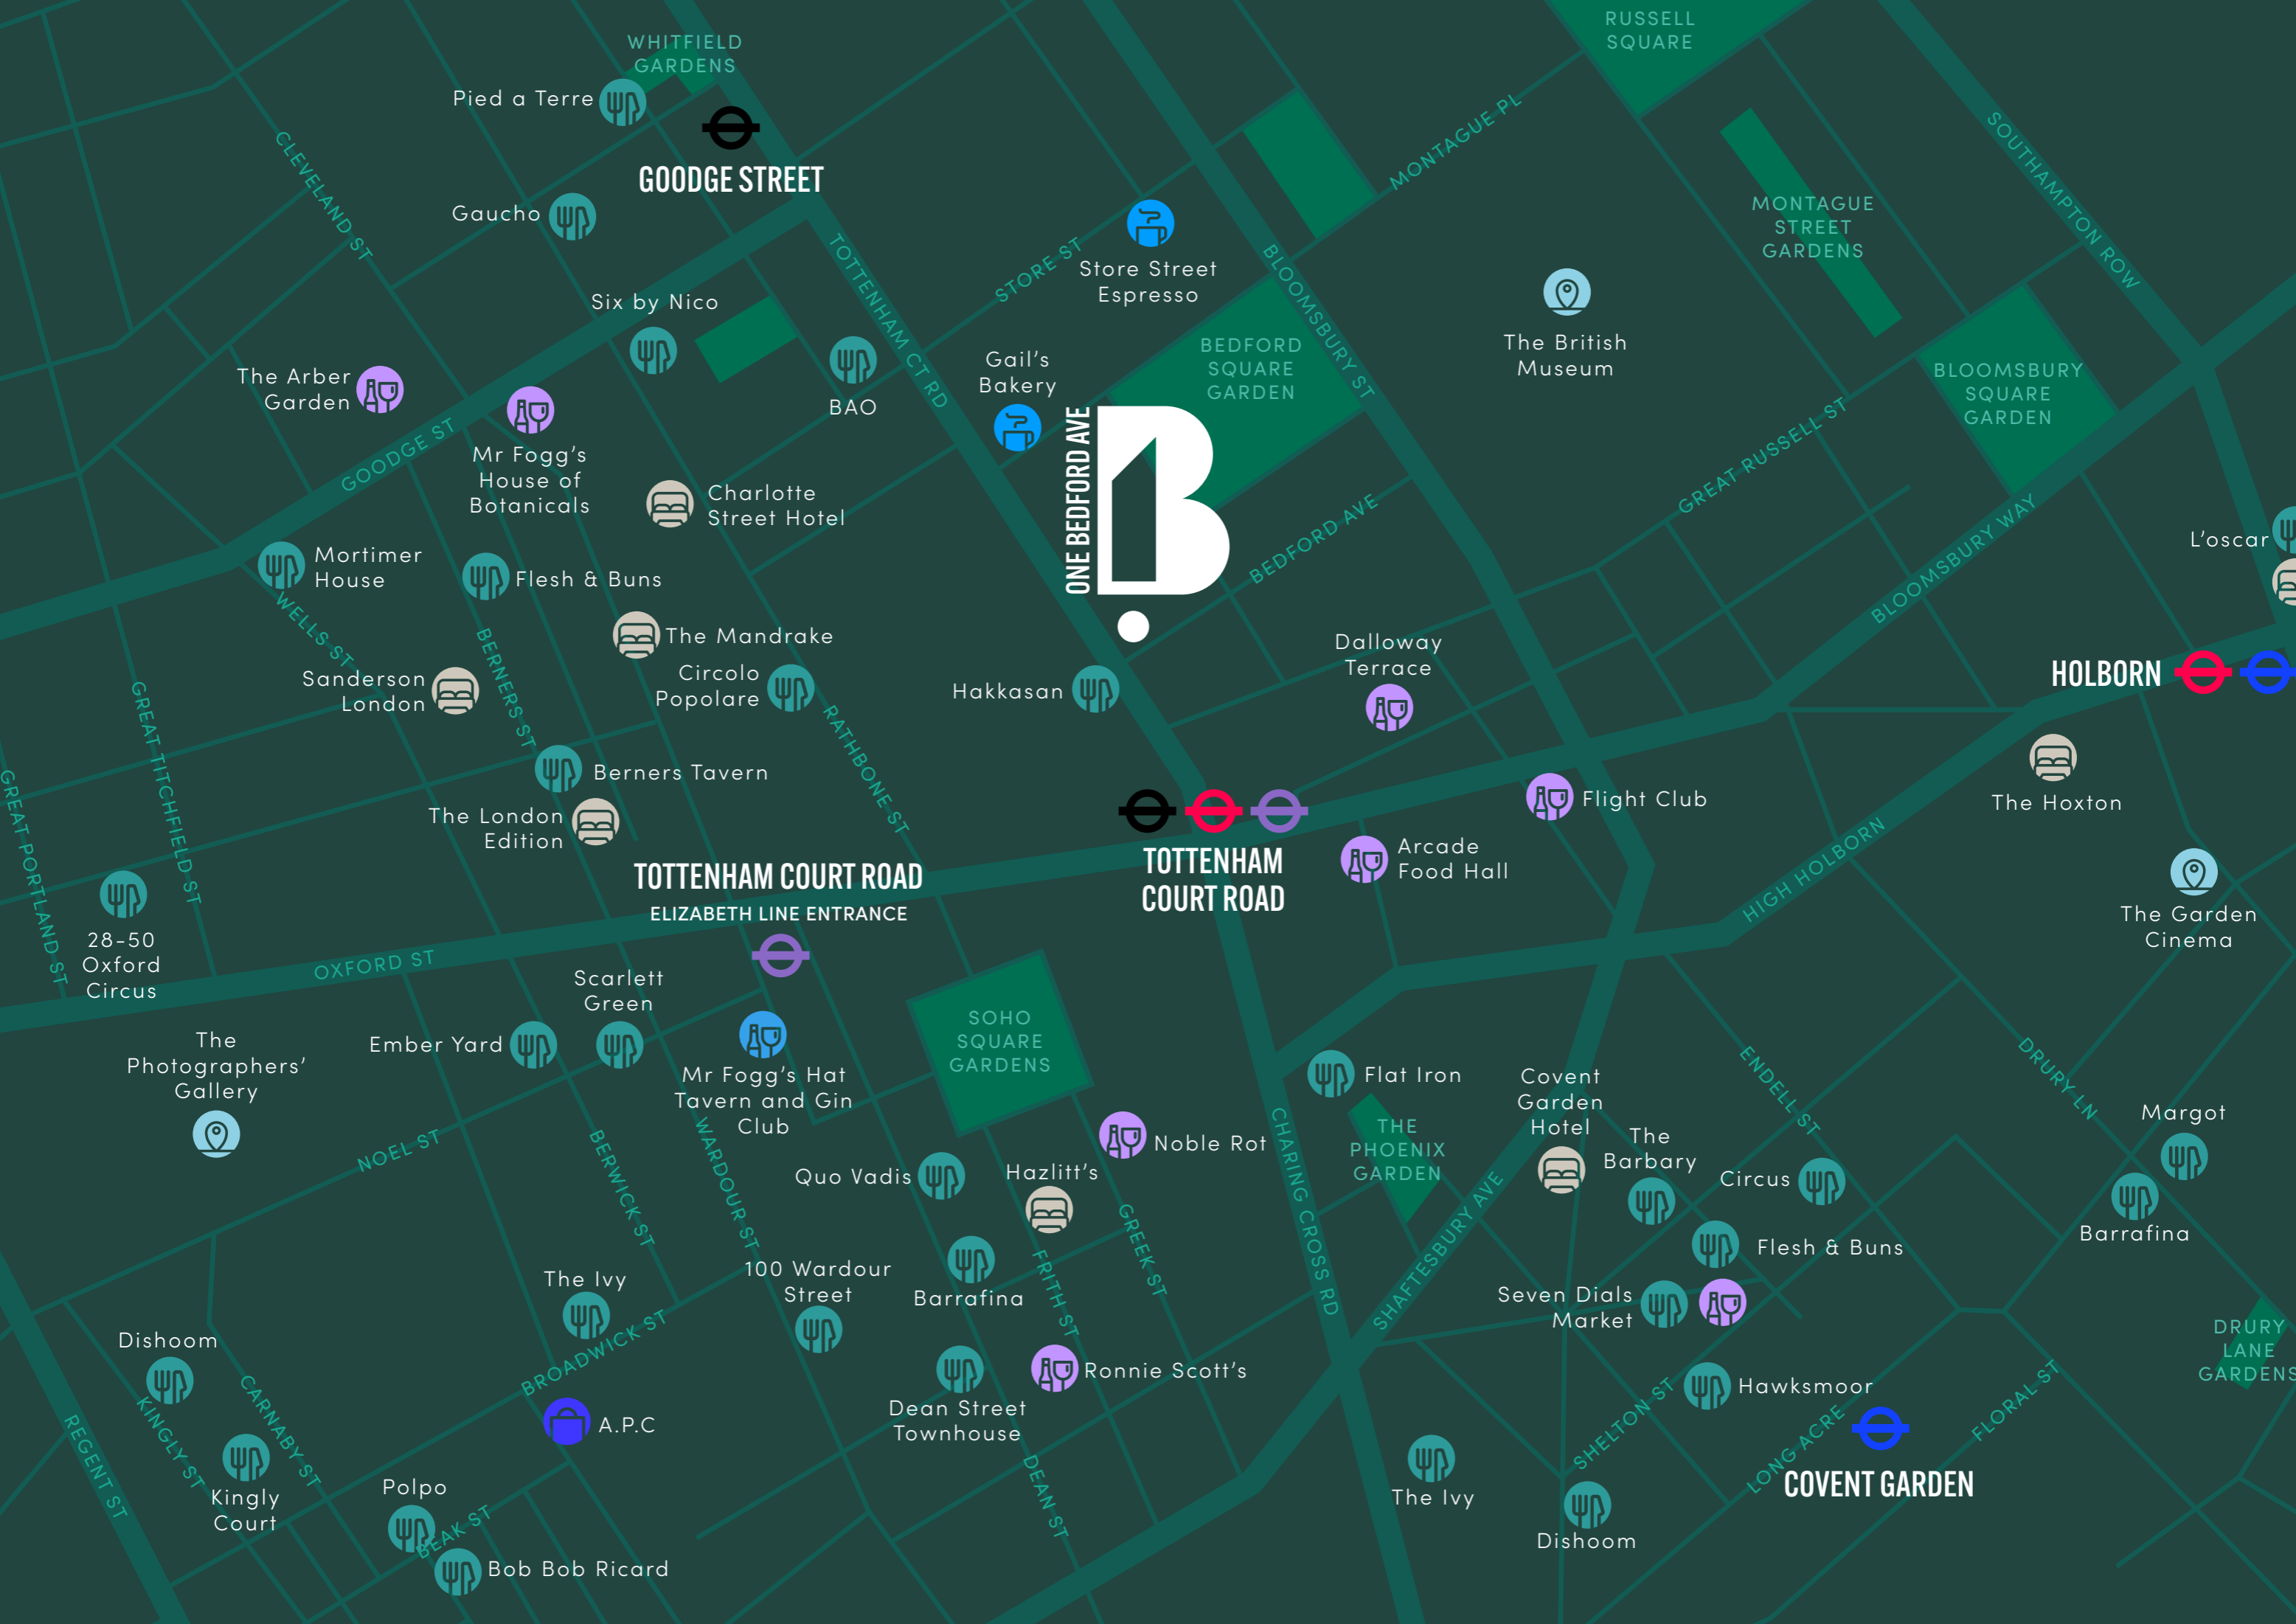 RUSSELL
SQUARE
WHITFIELD
GARDENS
Pied a Terre
GOODGE STREET
MONTAGUE PL
SOUTHAMPTON ROW
CLEVELAND ST
Gaucho
MONTAGUE
STREET
GARDENS
TOTTENHAM CT RD
STORE ST
Store Street
Espresso
BLOOMSBURY ST
Six by Nico
The British
Museum
BEDFORD
SQUARE
GARDEN
Gail's
Bakery
BLOOMSBURY
SQUARE
GARDEN
The Arber
Garden
BAO
GREAT RUSSELL ST
GOODGE ST
Mr Fogg's
House of
Botanicals
ONE BEDFORD AVE
B
Charlotte
Street Hotel
BEDFORD AVE
BLOOMSBURY WAY
L'oscar
Mortimer
House
Flesh & Buns
WELLS ST
BERNERS ST
The Mandrake
Dalloway
Terrace
HOLBORN
Sanderson
London
Circolo
Popolare
Hakkasan
GREAT TITCHFIELD ST
RATHBONE ST
GREAT PORTLAND ST
Berners Tavern
Flight Club
The Hoxton
The London
Edition
HIGH HOLBORN
Arcade
Food Hall
TOTTENHAM
COURT ROAD
TOTTENHAM COURT ROAD
ELIZABETH LINE ENTRANCE
The Garden
Cinema
28-50
Oxford
Circus
OXFORD ST
Scarlett
Green
SOHO
SQUARE
GARDENS
The
Photographers'
Gallery
Ember Yard
Mr Fogg's Hat
Tavern and Gin
Club
Flat Iron
Covent
Garden
Hotel
ENDELL ST
DRURY LN
Margot
THE
PHOENIX
GARDEN
The
Barbary
Noble Rot
NOEL ST
BERWICK ST
WARDOUR ST
Quo Vadis
Hazlitt's
CHARING CROSS RD
SHAFTESBURY AVE
Circus
Barrafina
GREEK ST
Flesh & Buns
FRITH ST
100 Wardour
Street
The Ivy
Barrafina
Seven Dials
Market
DRURY
LANE
GARDENS
Dishoom
BROADWICK ST
Ronnie Scott's
Hawksmoor
KINGLY ST
CARNABY ST
REGENT ST
A.P.C
Dean Street
Townhouse
SHELTON ST
LONG ACRE
FLORAL ST
COVENT GARDEN
Kingly
Court
Polpo
DEAN ST
The Ivy
BEAK ST
Dishoom
Bob Bob Ricard